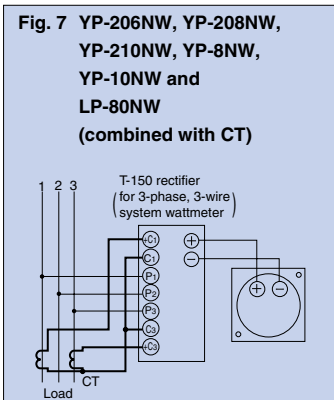 Fig. 7 YP-206NW, YP-208NW,
YP-210NW, YP-8NW,
YP-10NW and
LP-80NW
(combined with CT)
T-150 rectifier
(for 3-phase, 3-wire
system wattmeter)
1 2 3
+C1
C1
P1
P2
P3
C3
+C3
+
−
+ −
CT
Load